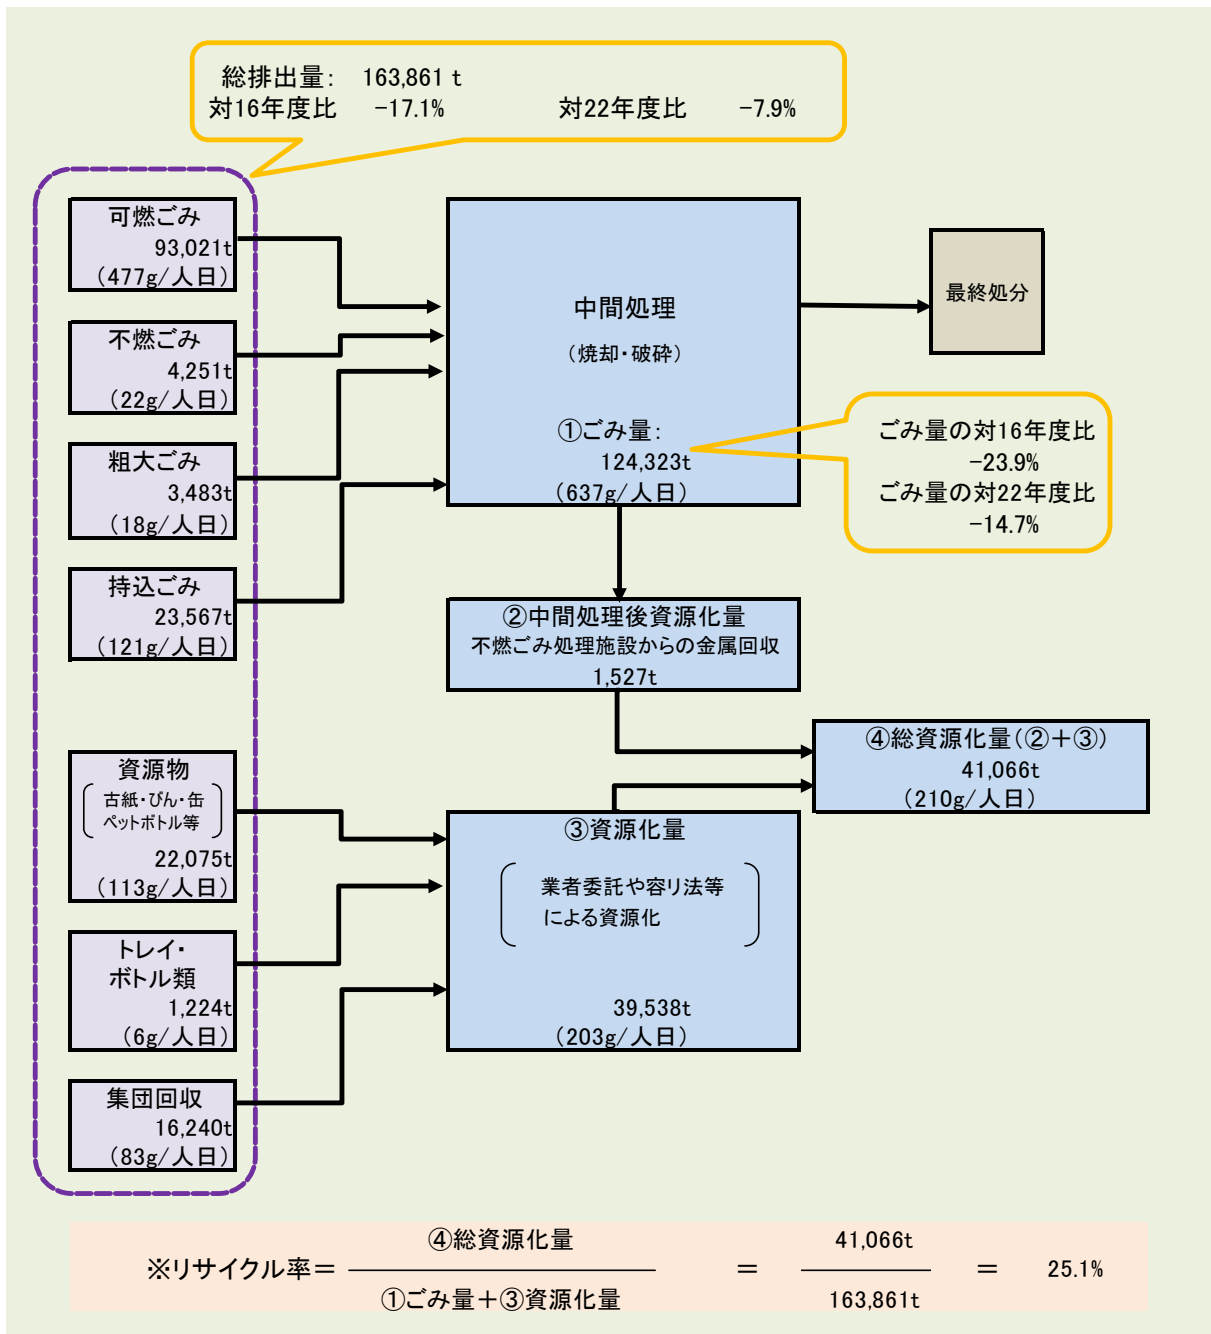 総排出量: 163,861 t
対16年度比 -17.1% 対22年度比 -7.9%
可燃ごみ
93,021t
(477g/人日)
不燃ごみ
4,251t
(22g/人日)
粗大ごみ
3,483t
(18g/人日)
持込ごみ
23,567t
(121g/人日)
資源物
古紙・びん・缶
ペットボトル等
22,075t
(113g/人日)
トレイ・
ボトル類
1,224t
(6g/人日)
集団回収
16,240t
(83g/人日)
中間処理
(焼却・破砕)
①ごみ量:
124,323t
(637g/人日)
最終処分
ごみ量の対16年度比
-23.9%
ごみ量の対22年度比
-14.7%
②中間処理後資源化量
不燃ごみ処理施設からの金属回収
1,527t
④総資源化量(②+③)
41,066t
(210g/人日)
③資源化量
業者委託や容リ法等
による資源化
39,538t
(203g/人日)
④総資源化量 41,066t
※リサイクル率= = = 25.1%
①ごみ量+③資源化量 163,861t